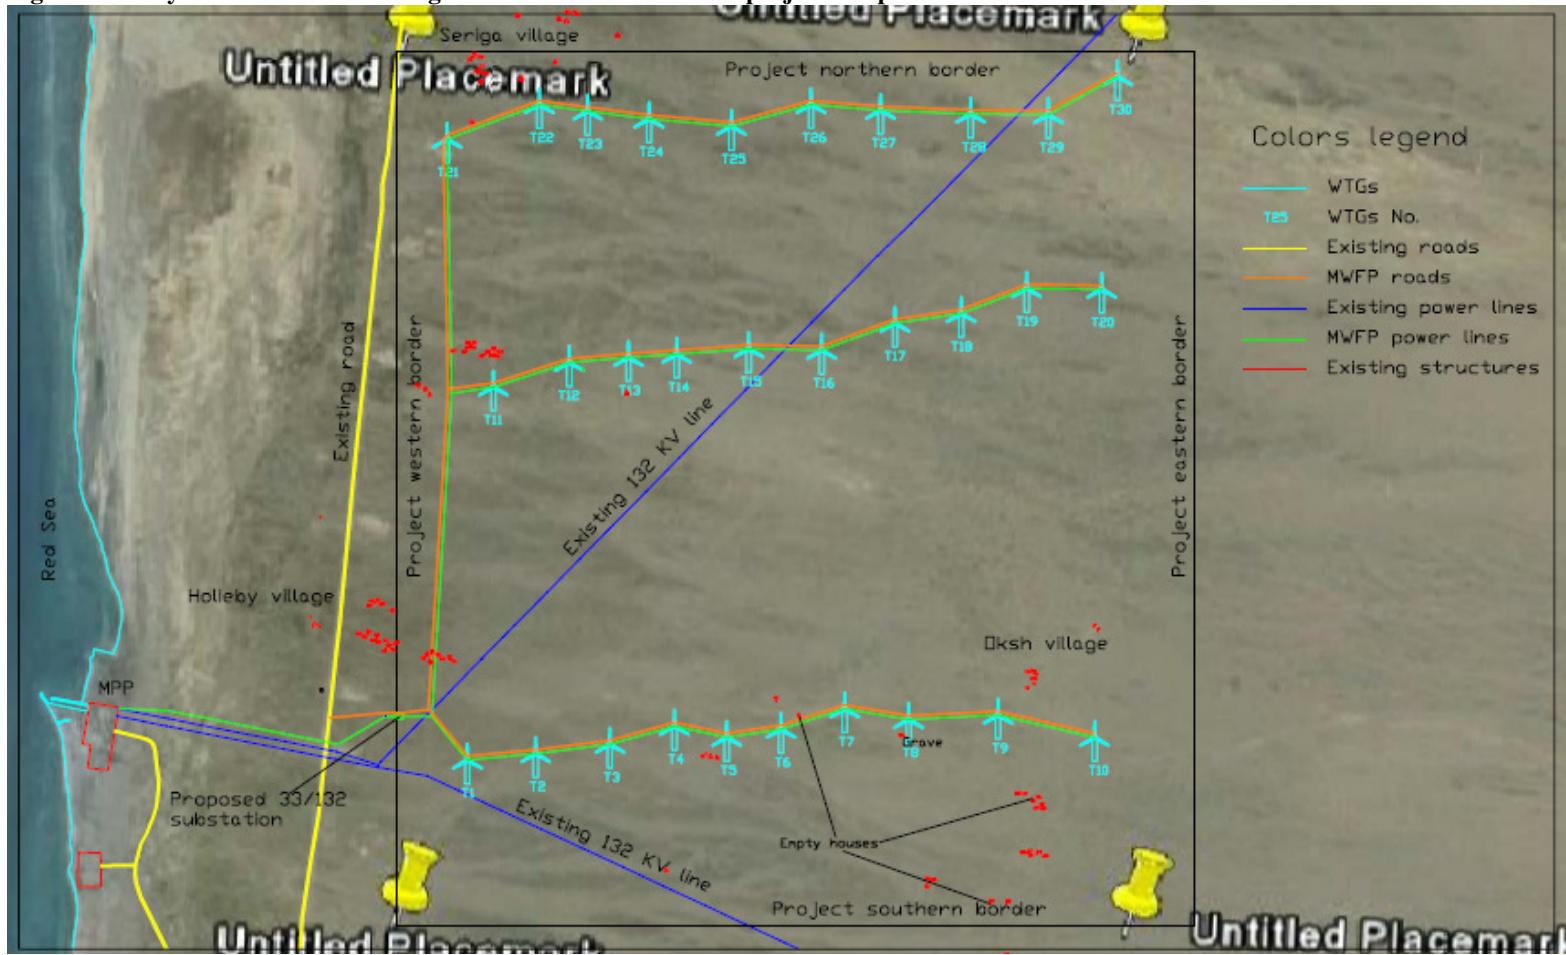 Untitled Placemark
Seriga village
Untitled Placemark
Project northern border
T30
T22
T23
T24
T25
T26
T27
T28
T29
T21
Colors legend
WTGs
T25 WTGs No.
Existing roads
MWFP roads
Existing power lines
MWFP power lines
Existing structures
T19
T20
T18
T17
T16
T15
T14
T13
T12
T11
Existing road
Project western border
Project eastern border
Existing 132 KV line
Red Sea
Holieby village
Oksh village
MPP
T1
T2
T3
T4
T5
T6
T7
T8
Grave
T9
T10
Proposed 33/132
substation
Existing 132 KV line
Empty houses
Project southern border
Untitled Placemark
Untitled Placemark